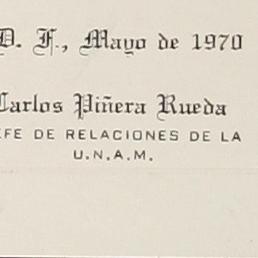 D. F., Mayo de 1970
Carlos Piñera Rueda
EFE DE RELACIONES DE LA
U.N.A.M.